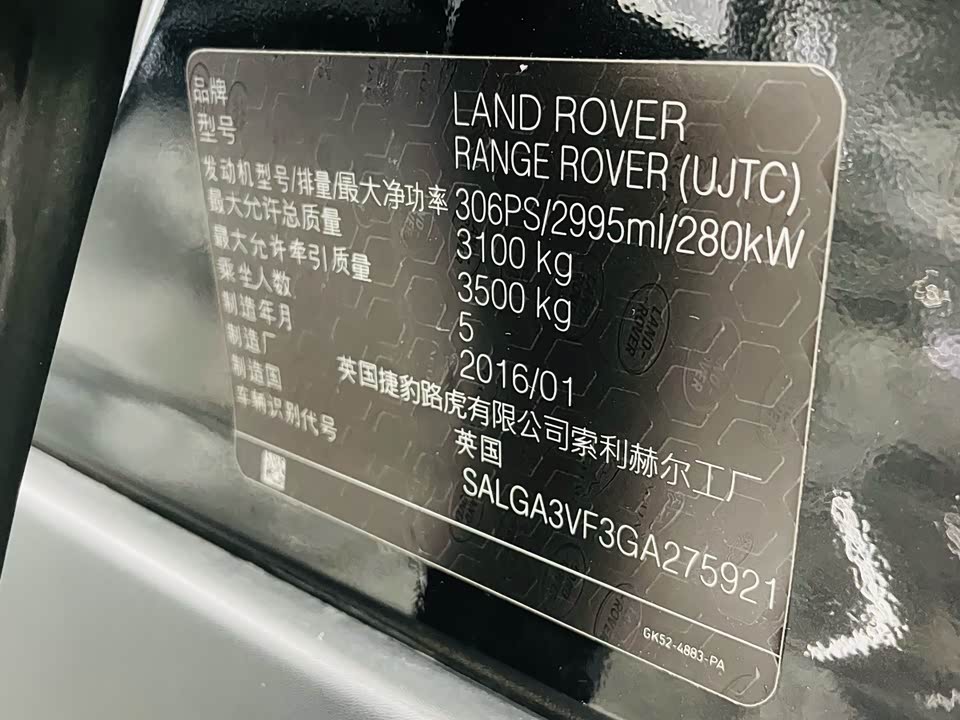 品牌 LAND ROVER
型号 RANGE ROVER (UJTC)
发动机型号/排量/最大净功率 306PS/2995ml/280kW
最大允许总质量 3100 kg
最大允许牵引质量 3500 kg
乘坐人数 5
制造年月 2016/01
制造厂 英国捷豹路虎有限公司索利赫尔工厂
制造国 英国
车辆识别代号 SALGA3VF3GA275921
LAND-ROVER
GK52-4883-PA